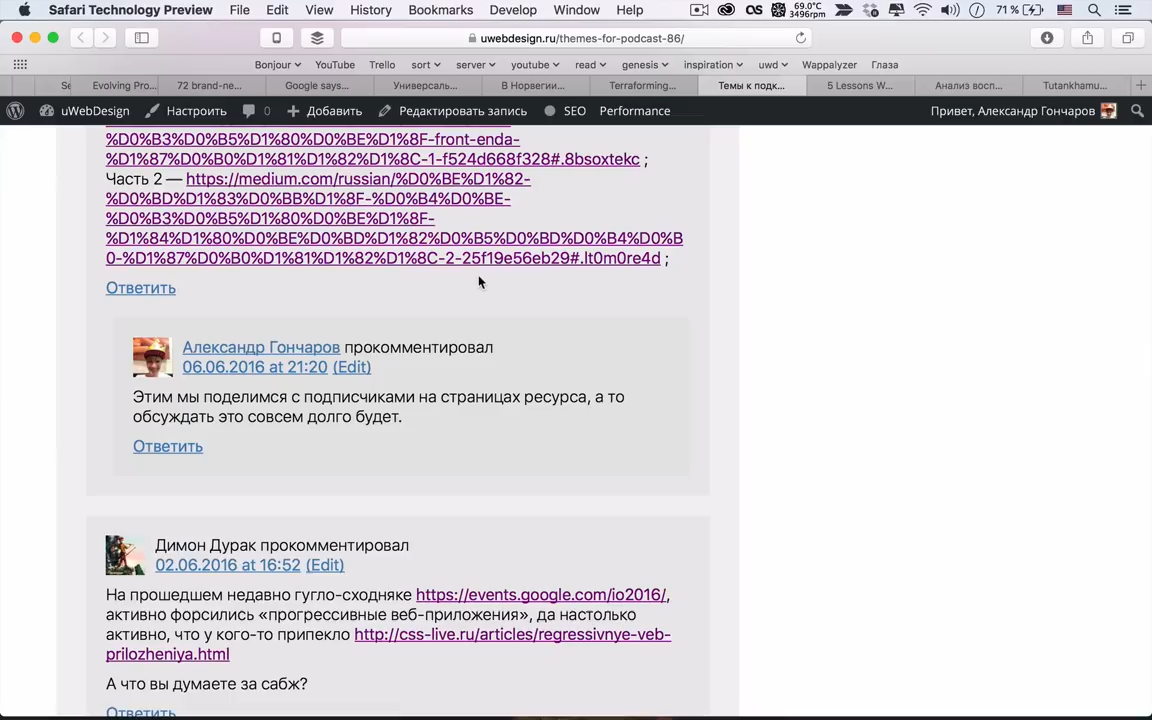 Safari Technology Preview File Edit View History Bookmarks Develop Window Help 69.0°C 3496rpm 71 %
uwebdesign.ru/themes-for-podcast-86/
Bonjour YouTube Trello sort server youtube read genesis inspiration uwd Wappalyzer Глаза
Se Evolving Pro... 72 brand-ne... Google says... Универсаль... В Норвегии... Terraforming... Темы к подк... 5 Lessons W... Анализ восп... Tutankhamu...
uWebDesign Настроить 0 Добавить Редактировать запись SEO Performance Привет, Александр Гончаров
%D0%B3%D0%B5%D1%80%D0%BE%D1%8F-front-enda-
%D1%87%D0%B0%D1%81%D1%82%D1%8C-1-f524d668f328#.8bsoxtekc ;
Часть 2 — https://medium.com/russian/%D0%BE%D1%82-
%D0%BD%D1%83%D0%BB%D1%8F-%D0%B4%D0%BE-
%D0%B3%D0%B5%D1%80%D0%BE%D1%8F-
%D1%84%D1%80%D0%BE%D0%BD%D1%82%D0%B5%D0%BD%D0%B4%D0%B
0-%D1%87%D0%B0%D1%81%D1%82%D1%8C-2-25f19e56eb29#.lt0m0re4d ;
Ответить
Александр Гончаров прокомментировал
06.06.2016 at 21:20 (Edit)
Этим мы поделимся с подписчиками на страницах ресурса, а то
обсуждать это совсем долго будет.
Ответить
Димон Дурак прокомментировал
02.06.2016 at 16:52 (Edit)
На прошедшем недавно гугло-сходняке https://events.google.com/io2016/,
активно форсились «прогрессивные веб-приложения», да настолько
активно, что у кого-то припекло http://css-live.ru/articles/regressivnye-veb-
prilozheniya.html
А что вы думаете за сабж?
Ответить